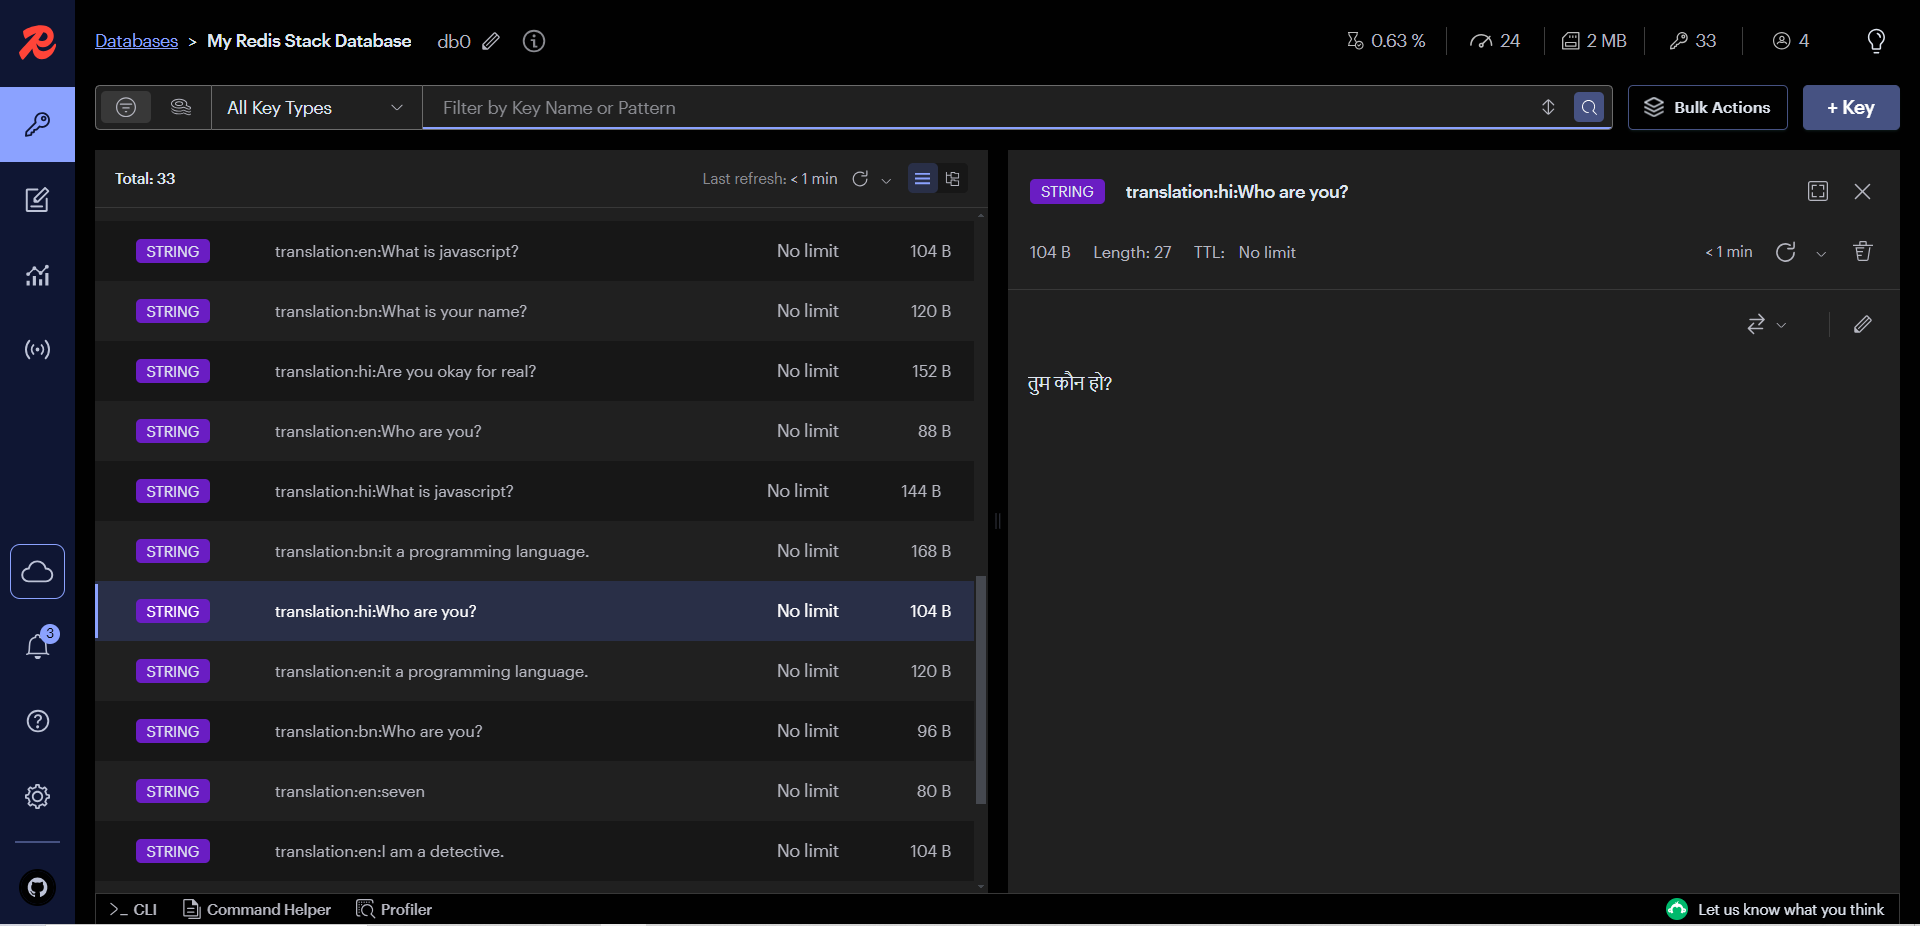 Databases > My Redis Stack Database db0
0.63 % 24 2 MB 33 4
All Key Types Filter by Key Name or Pattern
Bulk Actions + Key
Total: 33 Last refresh: < 1 min
STRING translation:en:What is javascript? No limit 104 B
STRING translation:bn:What is your name? No limit 120 B
STRING translation:hi:Are you okay for real? No limit 152 B
STRING translation:en:Who are you? No limit 88 B
STRING translation:hi:What is javascript? No limit 144 B
STRING translation:bn:it a programming language. No limit 168 B
STRING translation:hi:Who are you? No limit 104 B
STRING translation:en:it a programming language. No limit 120 B
STRING translation:bn:Who are you? No limit 96 B
STRING translation:en:seven No limit 80 B
STRING translation:en:I am a detective. No limit 104 B
STRING translation:hi:Who are you?
104 B Length: 27 TTL: No limit < 1 min
तुम कौन हो?
3
>_ CLI Command Helper Profiler
Let us know what you think